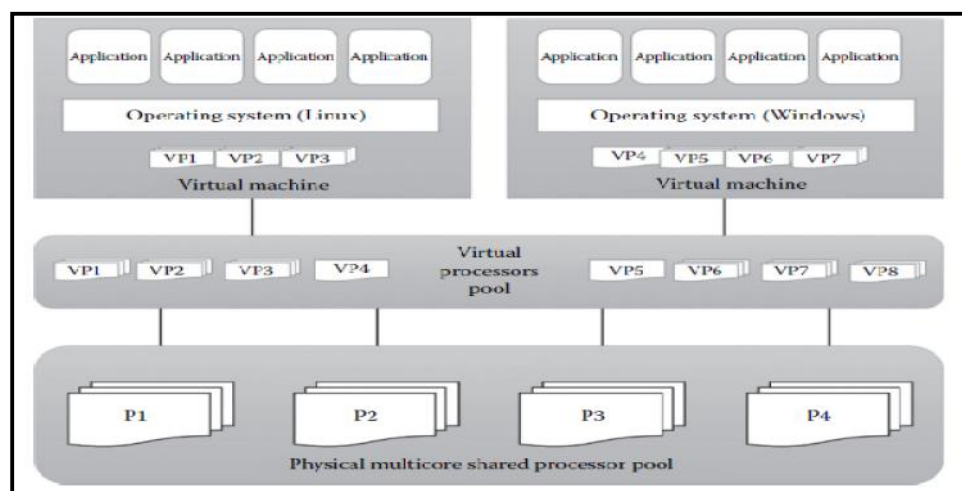 Application Application Application Application
Operating system (Linux)
VP1 VP2 VP3
Virtual machine
Application Application Application Application
Operating system (Windows)
VP4 VP5 VP6 VP7
Virtual machine
VP1 VP2 VP3 VP4
Virtual
processors
pool
VP5 VP6 VP7 VP8
P1 P2 P3 P4
Physical multicore shared processor pool